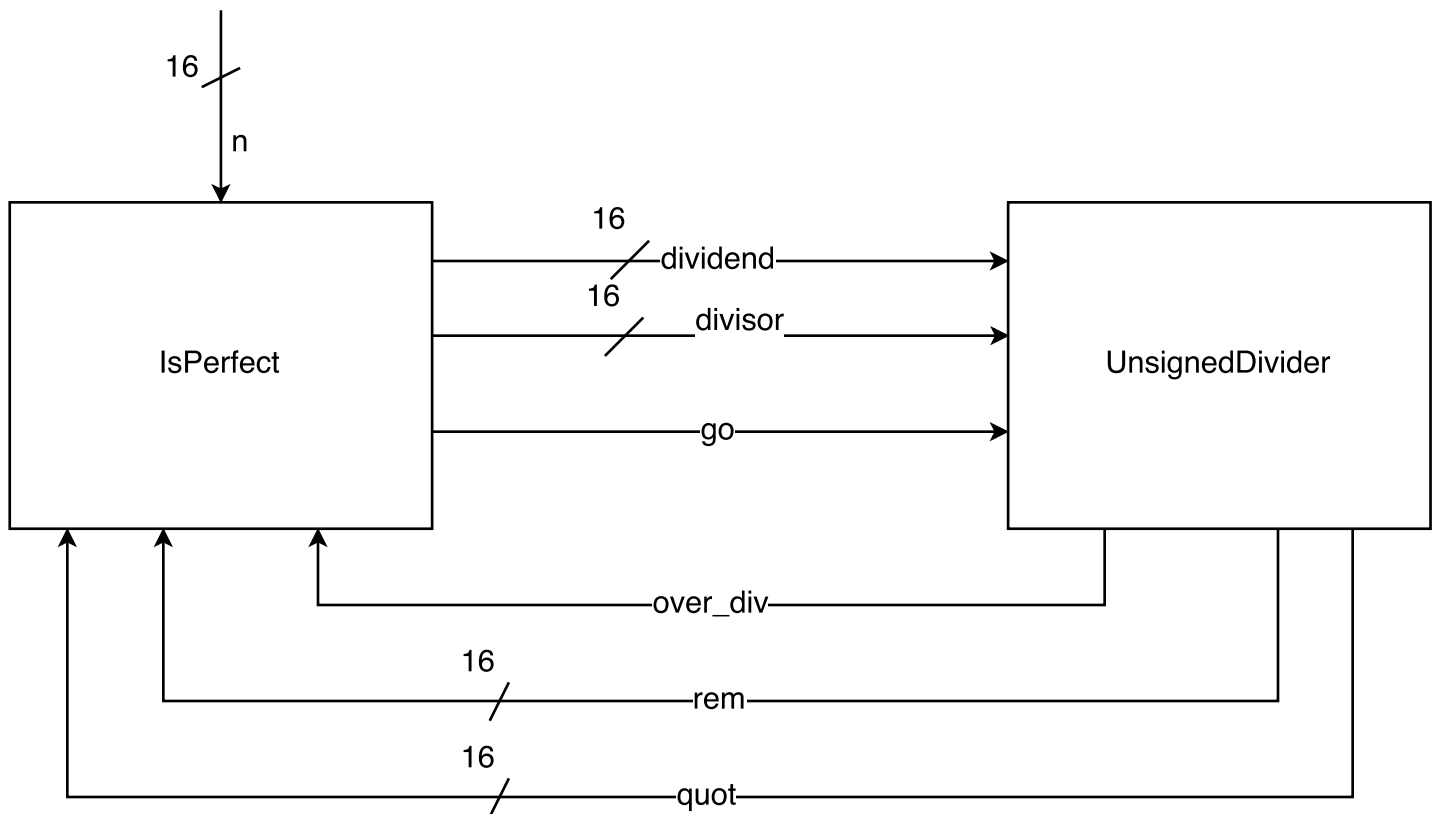 16
n
16
dividend
16
divisor
IsPerfect
UnsignedDivider
go
over_div
16
rem
16
quot